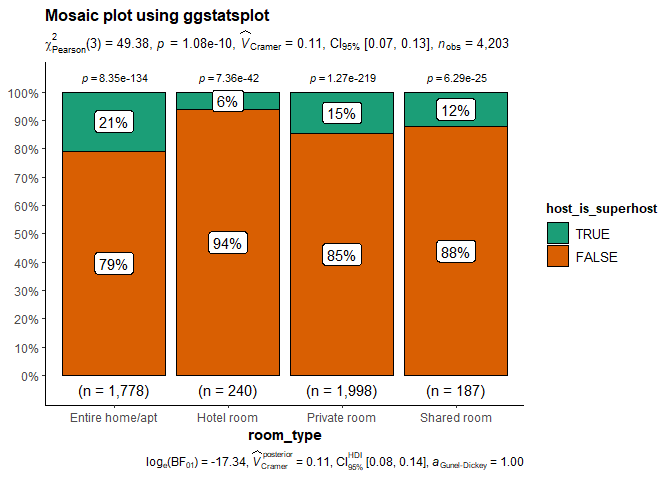 Mosaic plot using ggstatsplot
χ²Pearson(3) = 49.38, p = 1.08e-10, V̂Cramer = 0.11, CI95% [0.07, 0.13], nobs = 4,203
p = 8.35e-134 p = 7.36e-42 p = 1.27e-219 p = 6.29e-25
100%
90%
80%
70%
60%
50%
40%
30%
20%
10%
0%
21% 6% 15% 12%
79% 94% 85% 88%
(n = 1,778) (n = 240) (n = 1,998) (n = 187)
Entire home/apt Hotel room Private room Shared room
room_type
host_is_superhost
TRUE
FALSE
loge(BF01) = -17.34, V̂posteriorCramer = 0.11, CIHDI95% [0.08, 0.14], aGunel-Dickey = 1.00